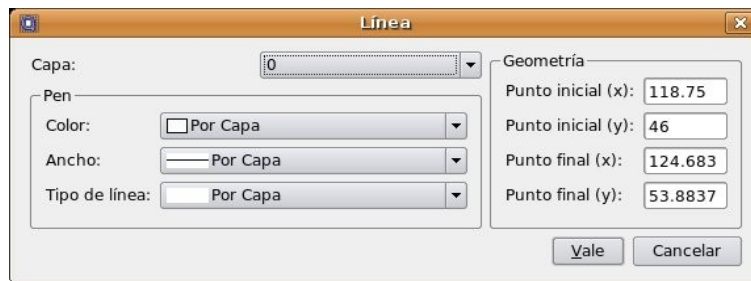 Línea
Capa:
0
Pen
Color:
Por Capa
Ancho:
Por Capa
Tipo de línea:
Por Capa
Geometría
Punto inicial (x):
118.75
Punto inicial (y):
46
Punto final (x):
124.683
Punto final (y):
53.8837
Vale
Cancelar